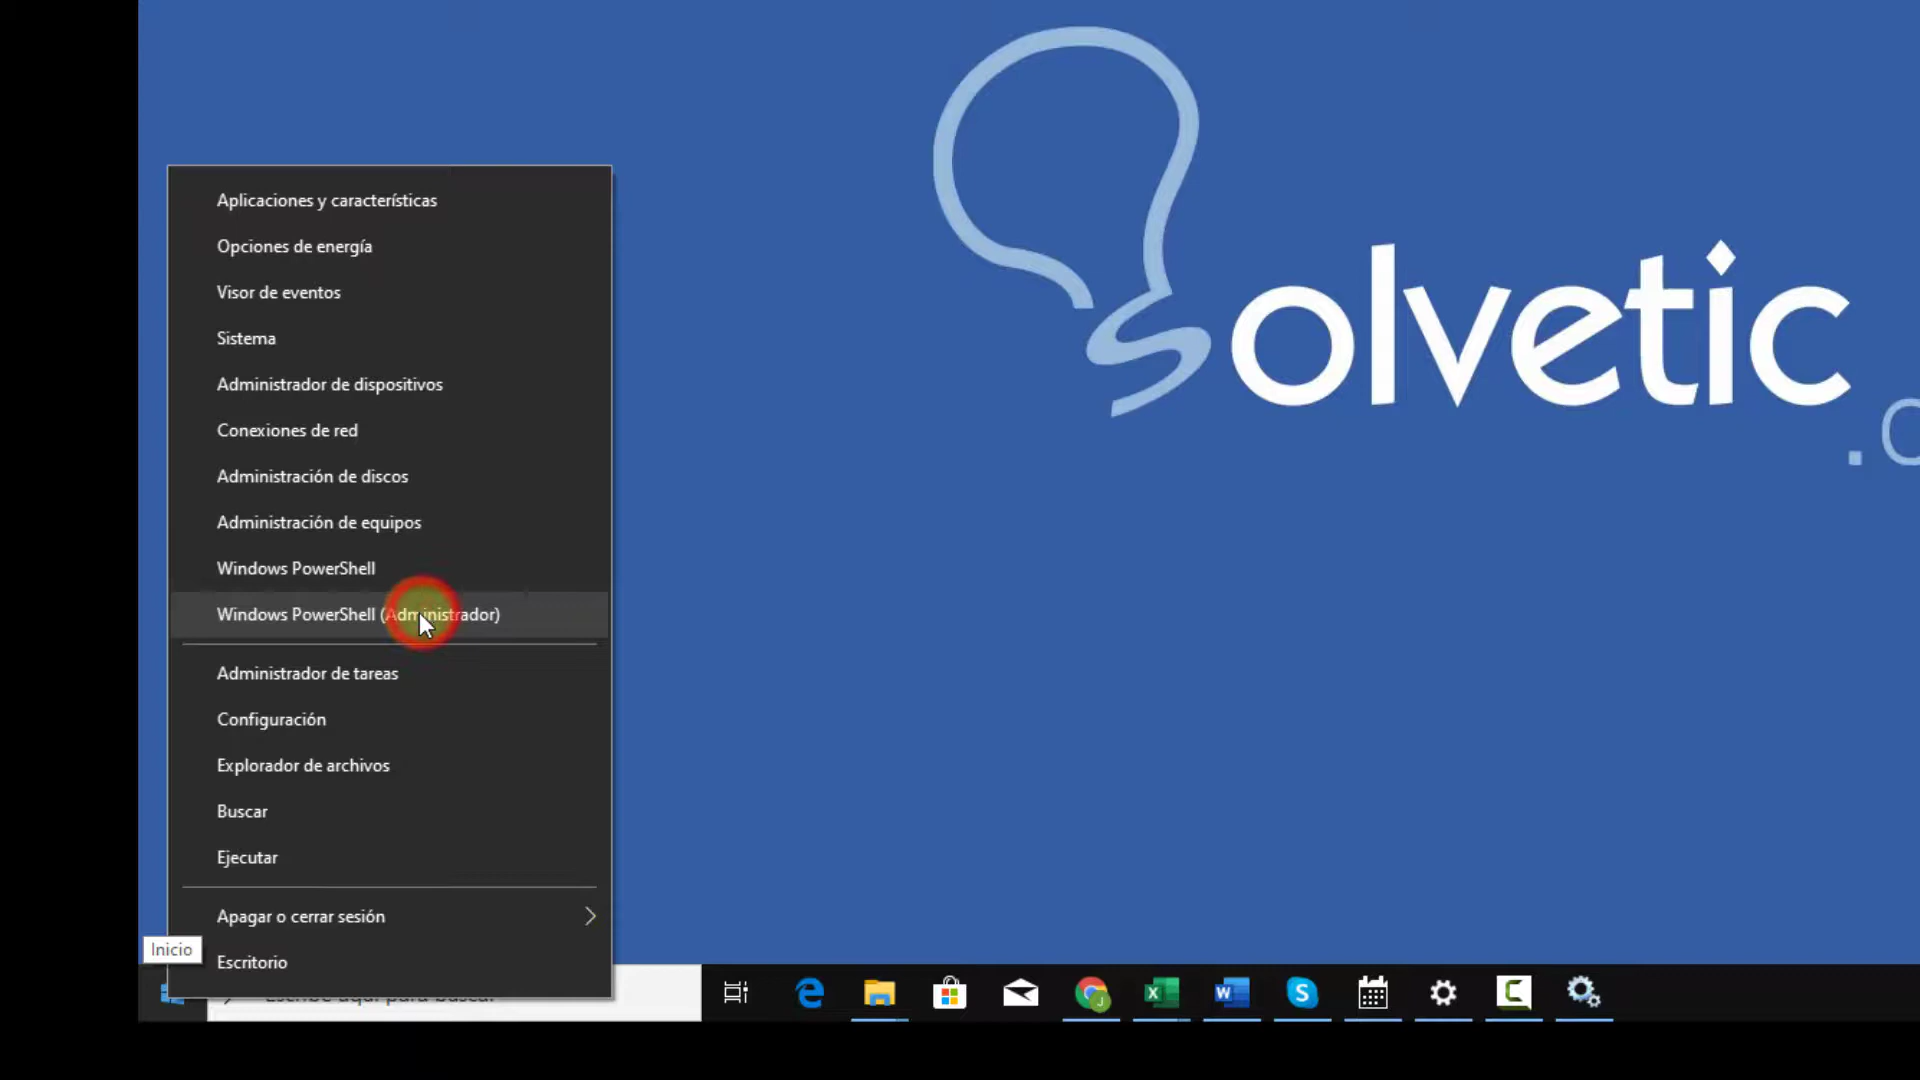 Aplicaciones y características
Opciones de energía
Visor de eventos
Sistema
Administrador de dispositivos
Conexiones de red
Administración de discos
Administración de equipos
Windows PowerShell
Windows PowerShell (Administrador)
Administrador de tareas
Configuración
Explorador de archivos
Buscar
Ejecutar
Apagar o cerrar sesión
Escritorio
Inicio
Solvetic